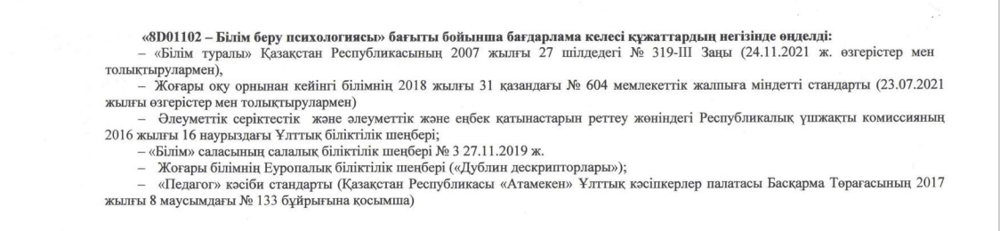 «8D01102 – Білім беру психологиясы» бағыты бойынша бағдарлама келесі құжаттардың негізінде өңделді:
– «Білім туралы» Қазақстан Республикасының 2007 жылғы 27 шілдедегі № 319-III Заңы (24.11.2021 ж. өзгерістер мен
толықтырулармен),
– Жоғары оқу орнынан кейінгі білімнің 2018 жылғы 31 қазандағы № 604 мемлекеттік жалпыға міндетті стандарты (23.07.2021
жылғы өзгерістер мен толықтырулармен)
– Әлеуметтік серіктестік және әлеуметтік және еңбек қатынастарын реттеу жөніндегі Республикалық үшжақты комиссияның
2016 жылғы 16 наурыздағы Ұлттық біліктілік шеңбері;
– «Білім» саласының салалық біліктілік шеңбері № 3 27.11.2019 ж.
– Жоғары білімнің Еуропалық біліктілік шеңбері («Дублин дескрипторлары»);
– «Педагог» кәсіби стандарты (Қазақстан Республикасы «Атамекен» Ұлттық кәсіпкерлер палатасы Басқарма Төрағасының 2017
жылғы 8 маусымдағы № 133 бұйрығына қосымша)